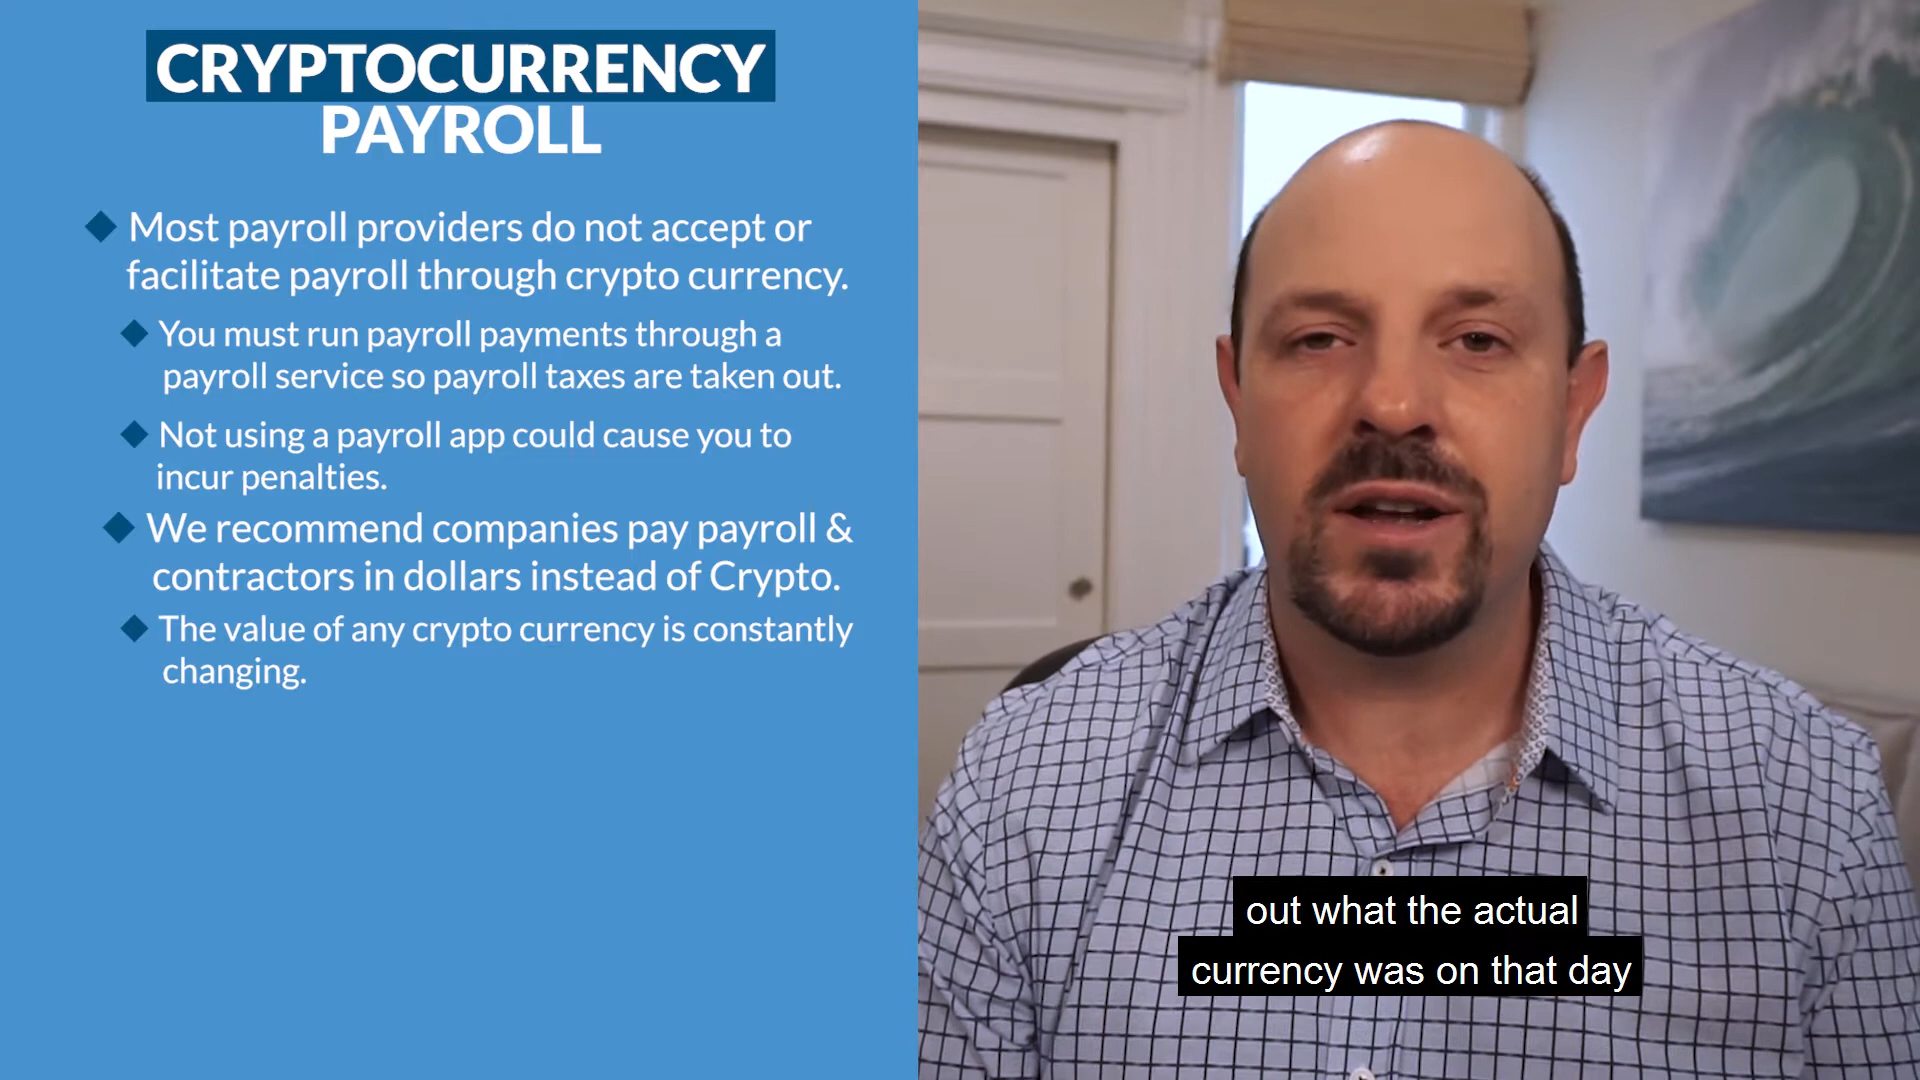 CRYPTOCURRENCY
PAYROLL
Most payroll providers do not accept or
facilitate payroll through crypto currency.
You must run payroll payments through a
payroll service so payroll taxes are taken out.
Not using a payroll app could cause you to
incur penalties.
We recommend companies pay payroll &
contractors in dollars instead of Crypto.
The value of any crypto currency is constantly
changing.
out what the actual
currency was on that day